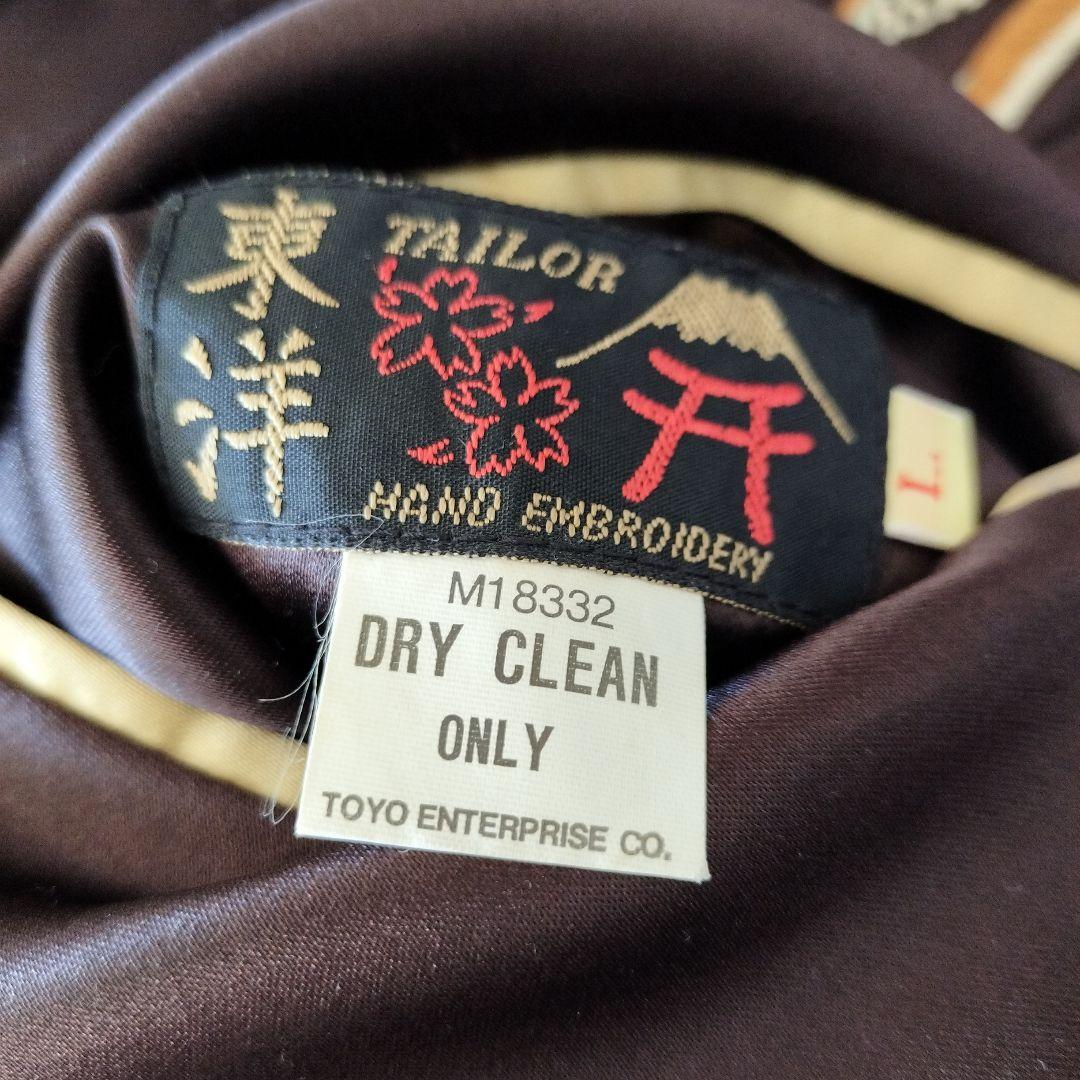 東洋
TAILOR
HAND EMBROIDERY
L
M18332
DRY CLEAN
ONLY
TOYO ENTERPRISE CO.